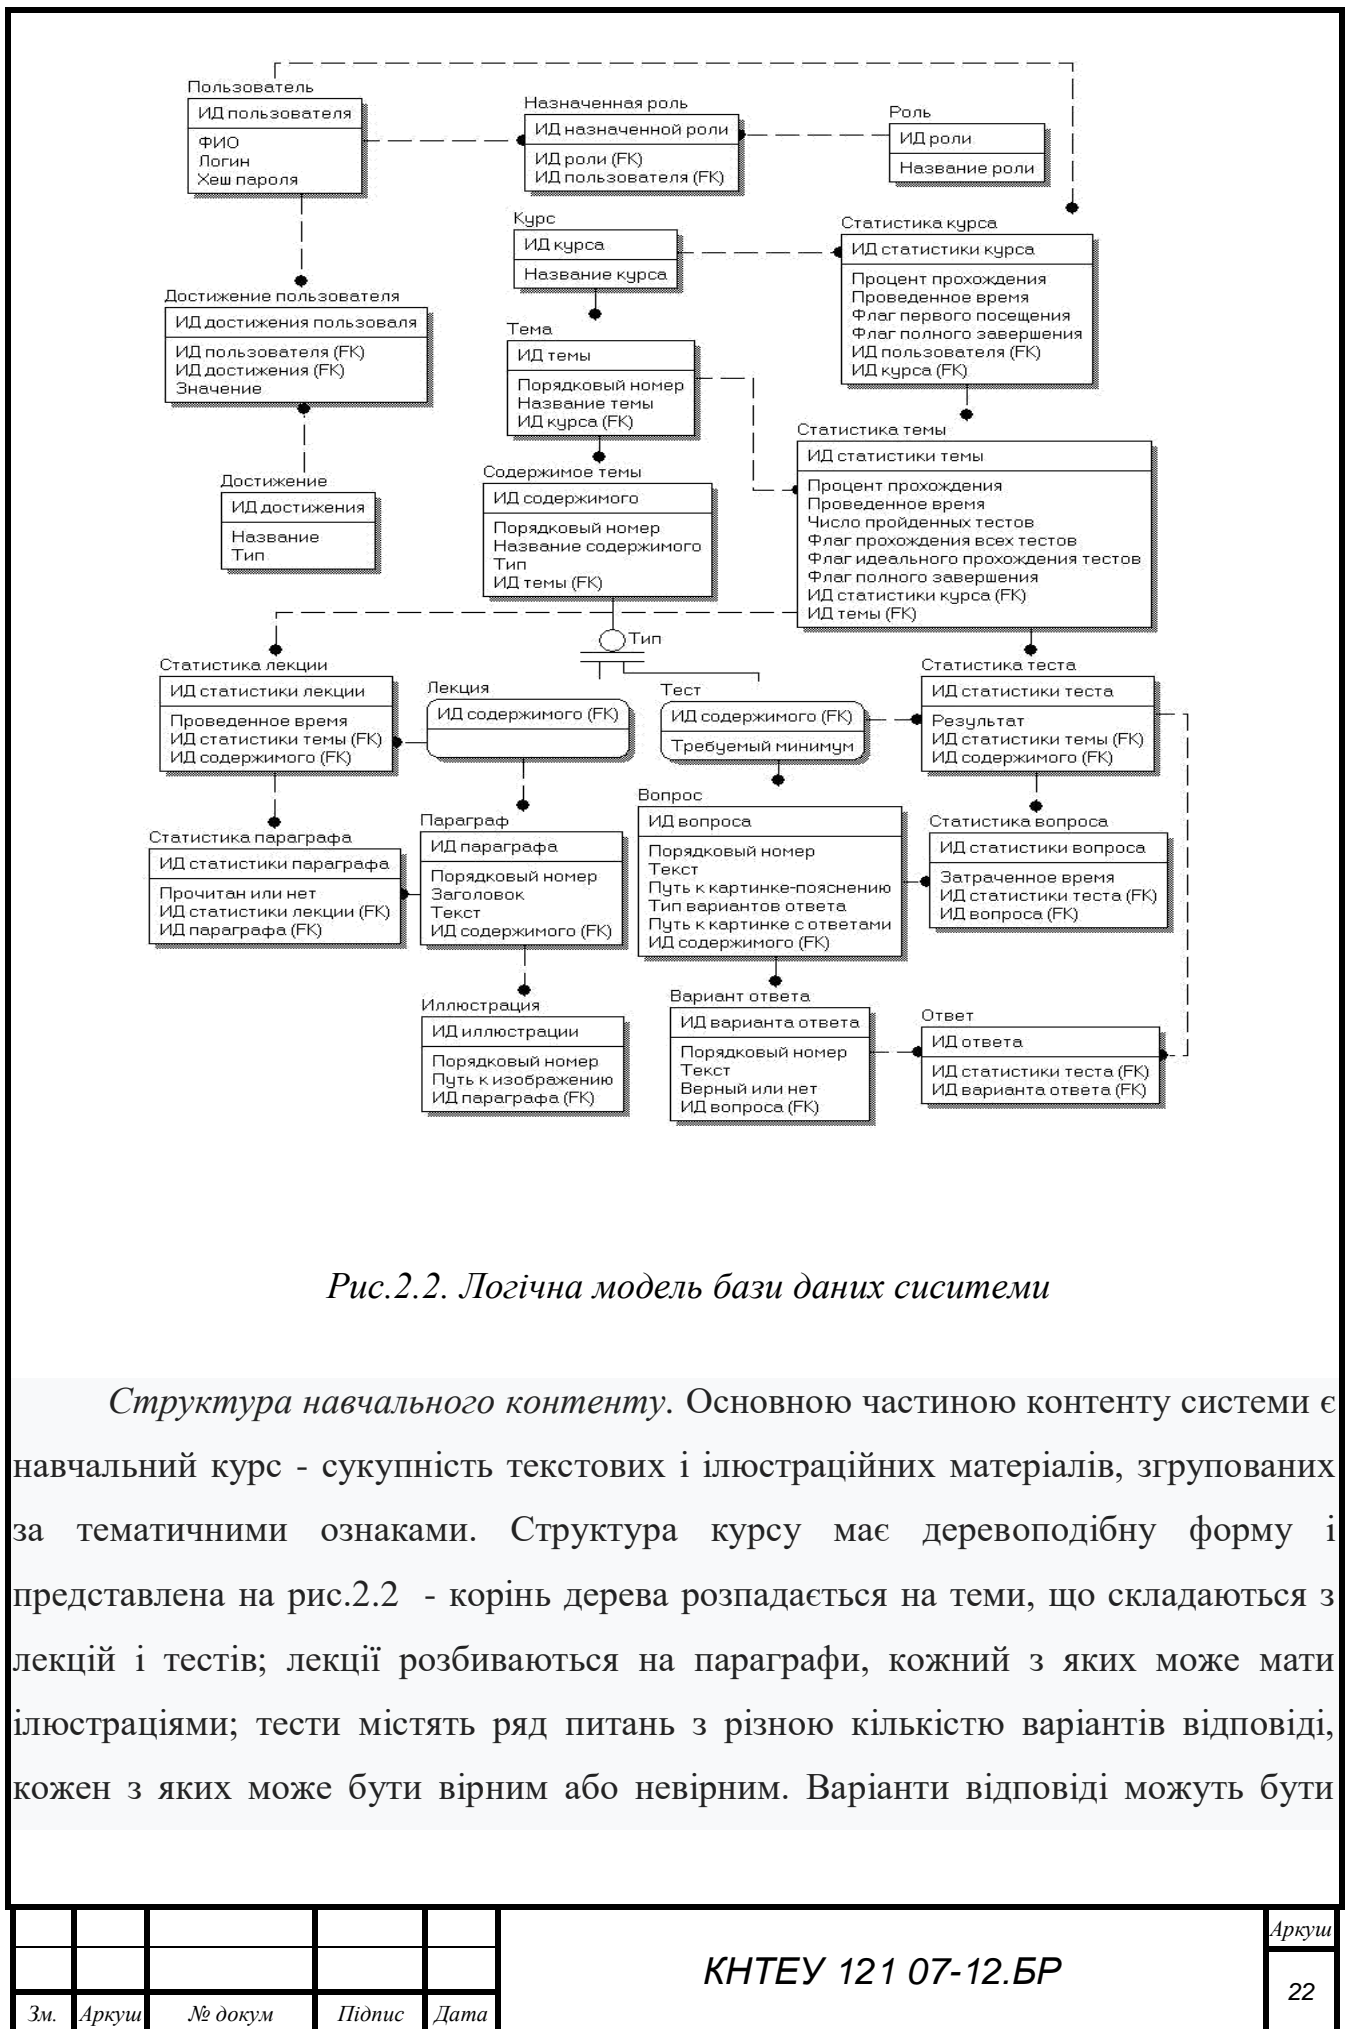 Пользователь
ИД пользователя
ФИО
Логин
Хеш пароля
Назначенная роль
ИД назначенной роли
ИД роли (FK)
ИД пользователя (FK)
Роль
ИД роли
Название роли
Курс
ИД курса
Название курса
Статистика курса
ИД статистики курса
Процент прохождения
Проведенное время
Флаг первого посещения
Флаг полного завершения
ИД пользователя (FK)
ИД курса (FK)
Достижение пользователя
ИД достижения пользоваля
ИД пользователя (FK)
ИД достижения (FK)
Значение
Тема
ИД темы
Порядковый номер
Название темы
ИД курса (FK)
Статистика темы
ИД статистики темы
Процент прохождения
Проведенное время
Число пройденных тестов
Флаг прохождения всех тестов
Флаг идеального прохождения тестов
Флаг полного завершения
ИД статистики курса (FK)
ИД темы (FK)
Достижение
ИД достижения
Название
Тип
Содержимое темы
ИД содержимого
Порядковый номер
Название содержимого
Тип
ИД темы (FK)
Тип
Статистика лекции
ИД статистики лекции
Проведенное время
ИД статистики темы (FK)
ИД содержимого (FK)
Лекция
ИД содержимого (FK)
Тест
ИД содержимого (FK)
Требуемый минимум
Статистика теста
ИД статистики теста
Результат
ИД статистики темы (FK)
ИД содержимого (FK)
Статистика параграфа
ИД статистики параграфа
Прочитан или нет
ИД статистики лекции (FK)
ИД параграфа (FK)
Параграф
ИД параграфа
Порядковый номер
Заголовок
Текст
ИД содержимого (FK)
Вопрос
ИД вопроса
Порядковый номер
Текст
Путь к картинке-пояснению
Тип вариантов ответа
Путь к картинке с ответами
ИД содержимого (FK)
Статистика вопроса
ИД статистики вопроса
Затраченное время
ИД статистики теста (FK)
ИД вопроса (FK)
Иллюстрация
ИД иллюстрации
Порядковый номер
Путь к изображению
ИД параграфа (FK)
Вариант ответа
ИД варианта ответа
Порядковый номер
Текст
Верный или нет
ИД вопроса (FK)
Ответ
ИД ответа
ИД статистики теста (FK)
ИД варианта ответа (FK)
Рис.2.2. Логічна модель бази даних сиситеми
Структура навчального контенту. Основною частиною контенту системи є
навчальний курс - сукупність текстових і ілюстраційних матеріалів, згрупованих
за тематичними ознаками. Структура курсу має деревоподібну форму і
представлена на рис.2.2 - корінь дерева розпадається на теми, що складаються з
лекцій і тестів; лекції розбиваються на параграфи, кожний з яких може мати
ілюстраціями; тести містять ряд питань з різною кількістю варіантів відповіді,
кожен з яких може бути вірним або невірним. Варіанти відповіді можуть бути
КНТЕУ 121 07-12.БР
Аркуш
22
Зм. Аркуш № докум Підпис Дата